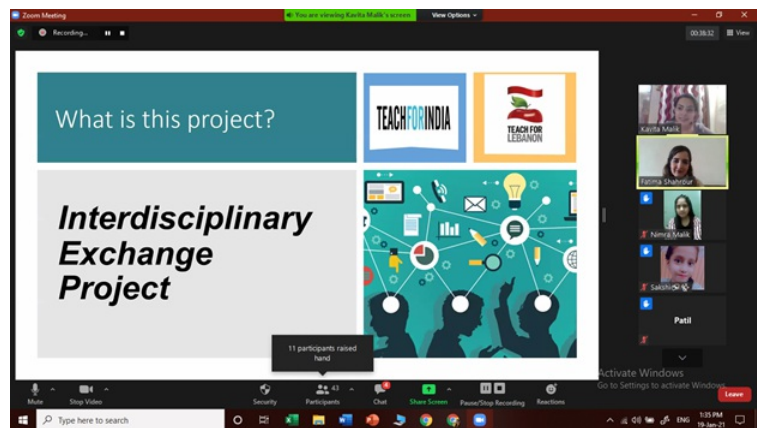 Zoom Meeting
You are viewing Kavita Malik's screen
View Options
Recording...
00:38:32
View
What is this project?
TEACHFORINDIA
TEACH FOR
LEBANON
Interdisciplinary
Exchange
Project
Kavita Malik
Fatima Shahrour
Nimra Malik
Patil
11 participants raised
hand
Activate Windows
Go to Settings to activate Windows.
Mute
Stop Video
Security
Participants
43
Chat
Share Screen
Pause/Stop Recording
Reactions
Leave
Type here to search
ENG
1:35 PM
19-Jan-21